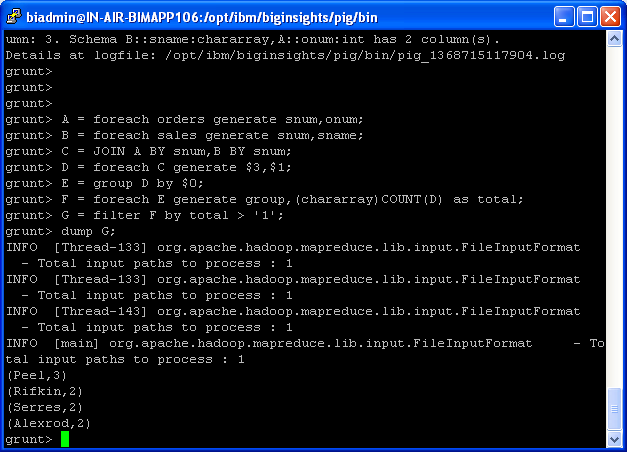 biadmin@IN-AIR-BIMAPP106:/opt/ibm/biginsights/pig/bin
umn: 3. Schema B::sname:chararray,A::onum:int has 2 column(s).
Details at logfile: /opt/ibm/biginsights/pig/bin/pig_1368715117904.log
grunt>
grunt>
grunt>
grunt> A = foreach orders generate snum,onum;
grunt> B = foreach sales generate snum,sname;
grunt> C = JOIN A BY snum,B BY snum;
grunt> D = foreach C generate $3,$1;
grunt> E = group D by $0;
grunt> F = foreach E generate group,(chararray)COUNT(D) as total;
grunt> G = filter F by total > '1';
grunt> dump G;
INFO  [Thread-133] org.apache.hadoop.mapreduce.lib.input.FileInputFormat
  - Total input paths to process : 1
INFO  [Thread-133] org.apache.hadoop.mapreduce.lib.input.FileInputFormat
  - Total input paths to process : 1
INFO  [Thread-143] org.apache.hadoop.mapreduce.lib.input.FileInputFormat
  - Total input paths to process : 1
INFO  [main] org.apache.hadoop.mapreduce.lib.input.FileInputFormat     - To
tal input paths to process : 1
(Peel,3)
(Rifkin,2)
(Serres,2)
(Alexrod,2)
grunt>